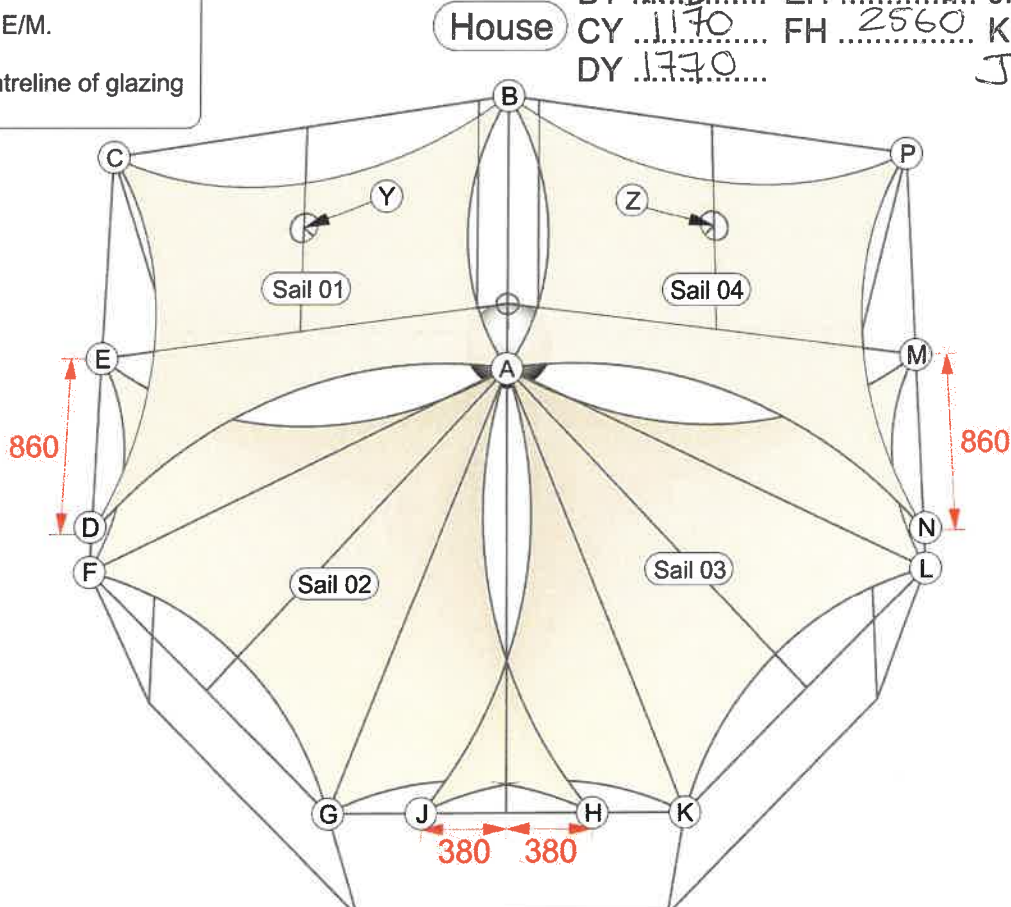 E/M.
ntreline of glazing
House
CY 1170 FH 2560 K
DY 1770 J
B
C
P
Y
Z
Sail 01
Sail 04
E
M
A
860
860
D
N
F
L
Sail 02
Sail 03
G
J
H
K
380
380